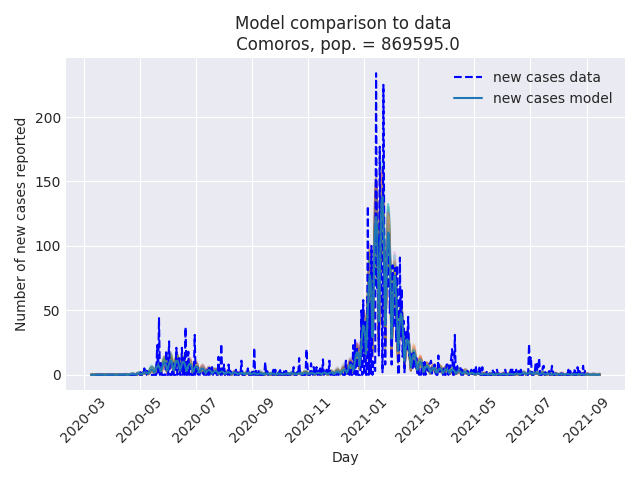 Model comparison to data
Comoros, pop. = 869595.0
new cases data
new cases model
Number of new cases reported
200
150
100
50
0
2020-03
2020-05
2020-07
2020-09
2020-11
2021-01
2021-03
2021-05
2021-07
2021-09
Day